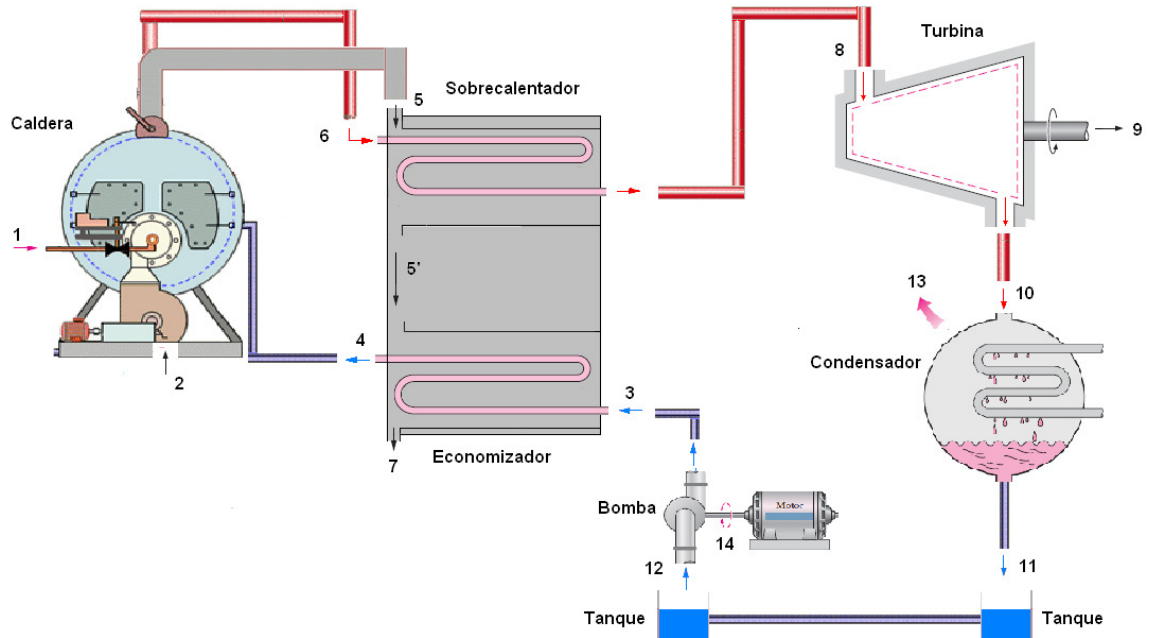 Turbina
8
5
Sobrecalentador
6
Caldera
9
1
5'
13
10
4
Condensador
2
3
7
Economizador
Bomba
Motor
14
12
11
Tanque
Tanque